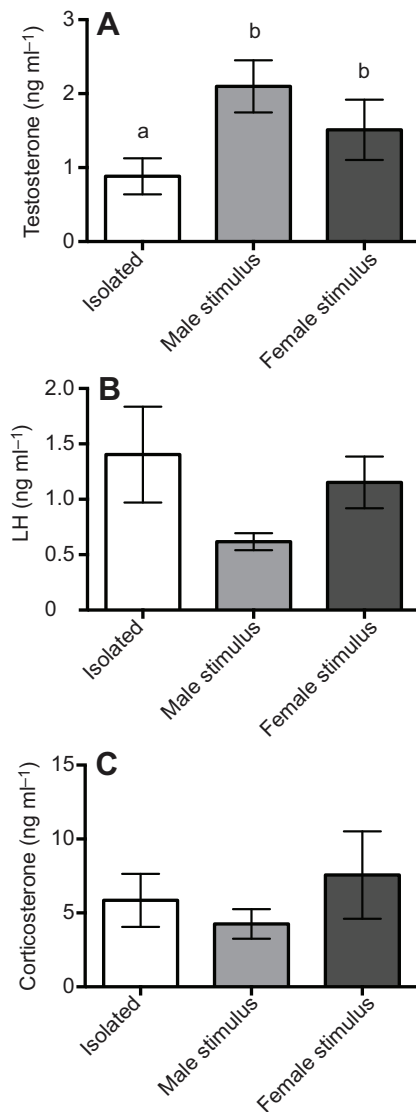 A
Testosterone (ng ml⁻¹)
3
2
1
0
a
b
b
Isolated
Male stimulus
Female stimulus
B
LH (ng ml⁻¹)
2.0
1.5
1.0
0.5
0
Isolated
Male stimulus
Female stimulus
C
Corticosterone (ng ml⁻¹)
15
10
5
0
Isolated
Male stimulus
Female stimulus